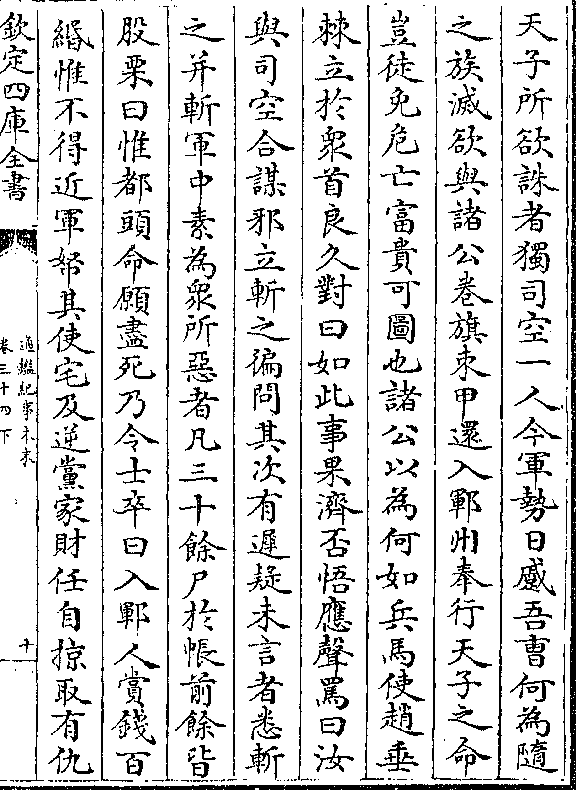 天子所欲誅者獨司空一人今軍勢日蹙吾曹何為隨
之族滅欲與諸公卷旗束甲還入鄆州奉行天子之命
豈徒免危亡富貴可圖也諸公以為何如兵馬使趙垂
棘立於衆首良久對曰如此事果濟否悟應聲罵曰汝
與司空合謀邪立斬之徧問其次有遲疑未言者悉斬
之并斬軍中素為衆所惡者凡三十餘尸於帳前餘皆
股栗曰惟都頭命願盡死乃令士卒曰入鄆人賞錢百
緡惟不得近軍帑其使宅及逆黨家財任自掠取有仇
欽定四庫全書
通鑑紀事本末
卷三十四下
十